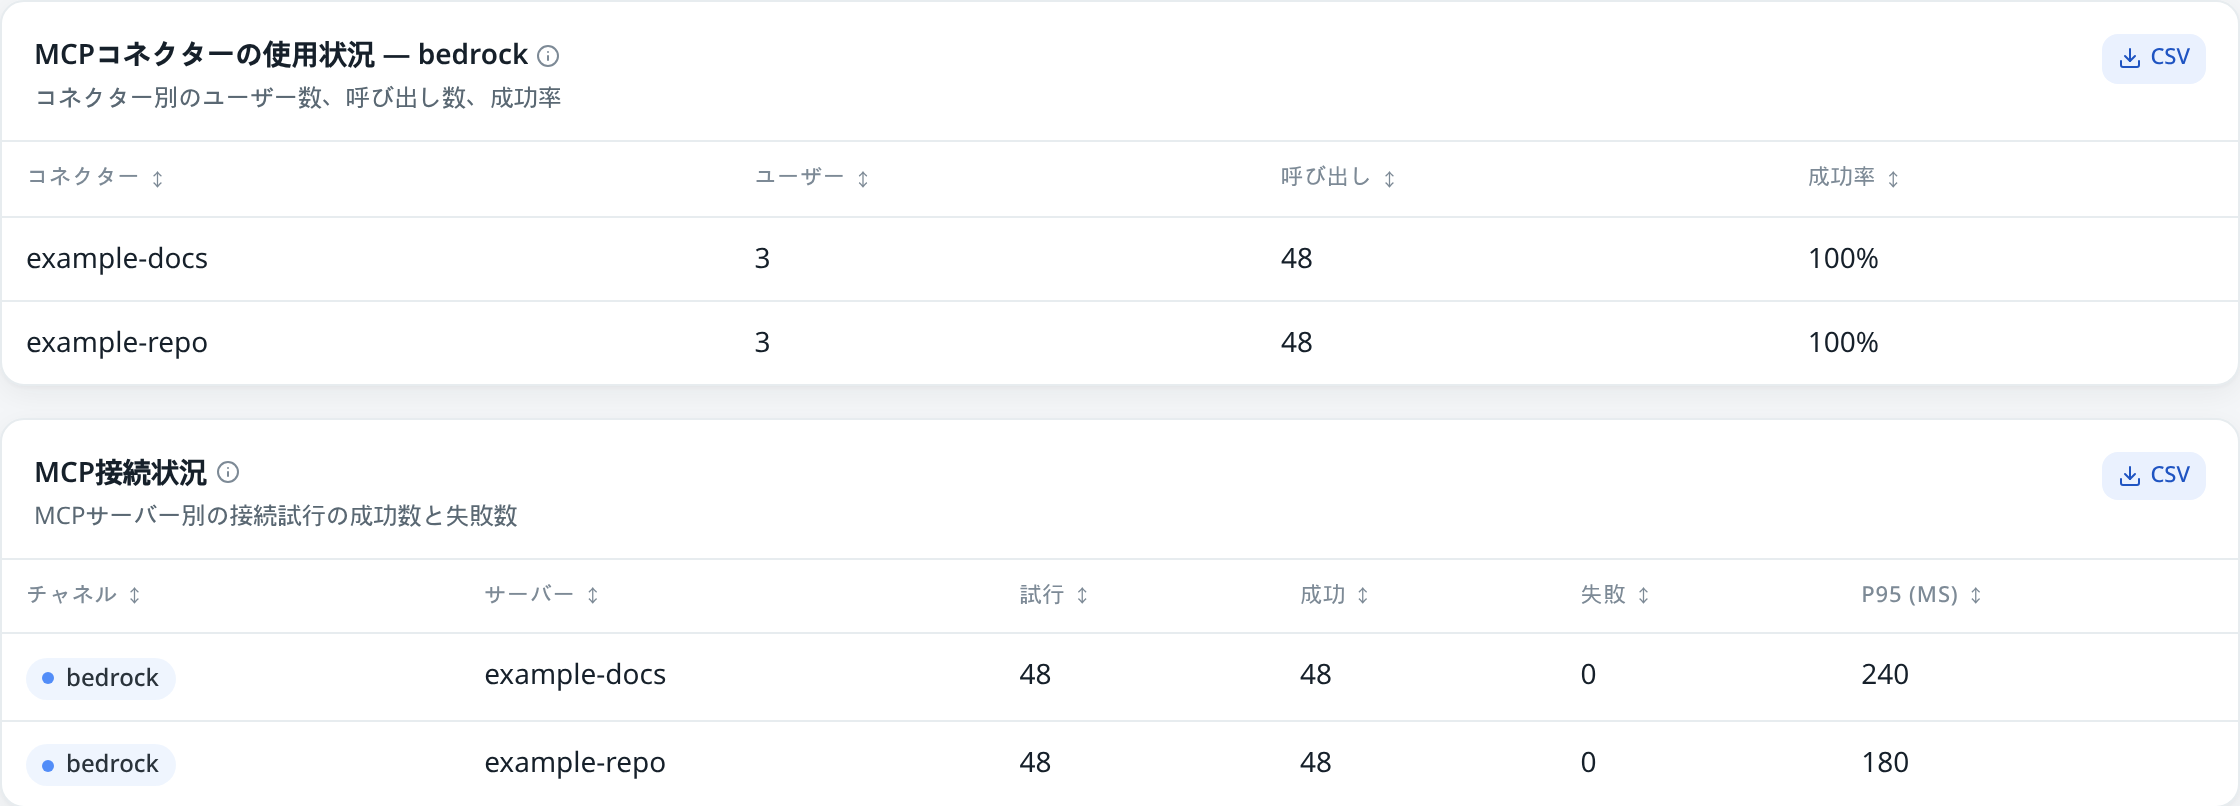 MCPコネクターの使用状況 — bedrock
CSV
コネクター別のユーザー数、呼び出し数、成功率
コネクター ユーザー 呼び出し 成功率
example-docs 3 48 100%
example-repo 3 48 100%
MCP接続状況
CSV
MCPサーバー別の接続試行の成功数と失敗数
チャネル サーバー 試行 成功 失敗 P95 (MS)
bedrock example-docs 48 48 0 240
bedrock example-repo 48 48 0 180